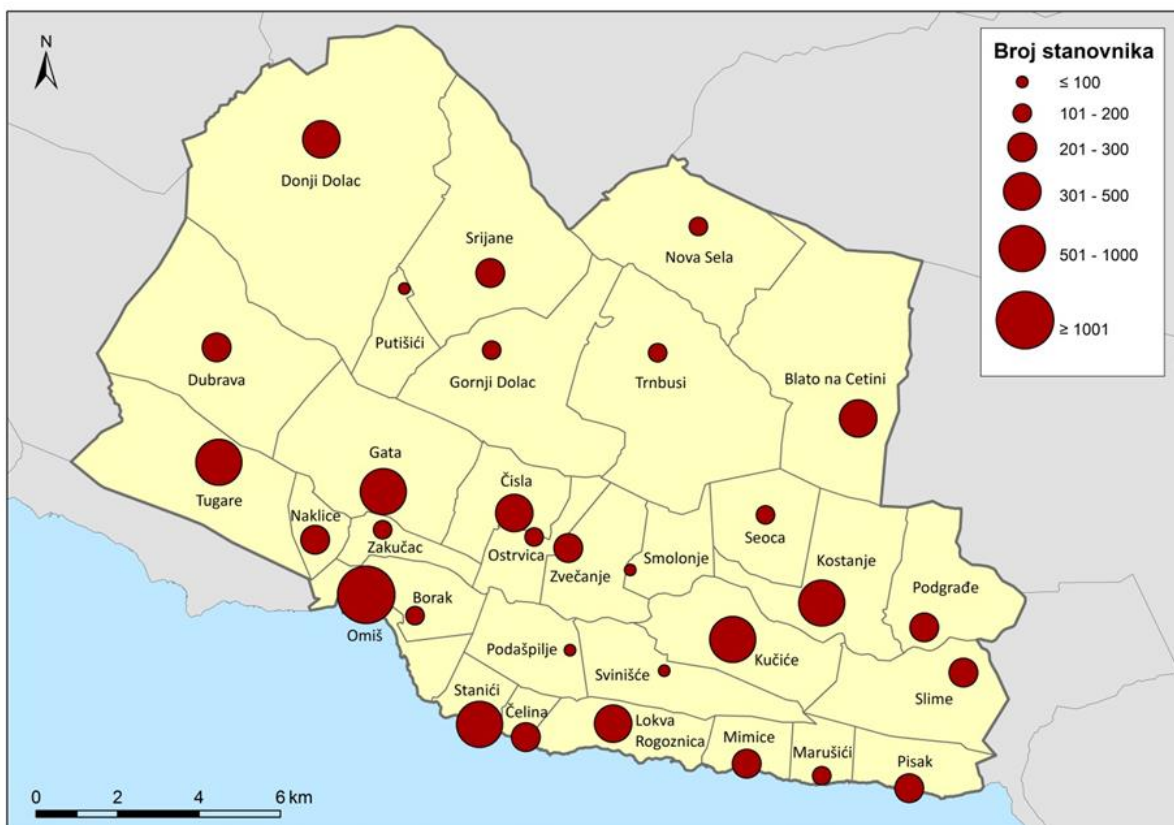 N
Broj stanovnika
≤ 100
101 - 200
201 - 300
301 - 500
501 - 1000
≥ 1001
Donji Dolac
Srijane
Nova Sela
Putišići
Dubrava
Gornji Dolac
Trnbusi
Blato na Cetini
Gata
Čisla
Tugare
Naklice
Zakučac
Ostrvica
Zvečanje
Smolonje
Seoca
Kostanje
Podgrađe
Omiš
Borak
Podašpilje
Svinišće
Kučiće
Slime
Stanići
Čelina
Lokva
Rogoznica
Mimice
Marušići
Pisak
0 2 4 6 km